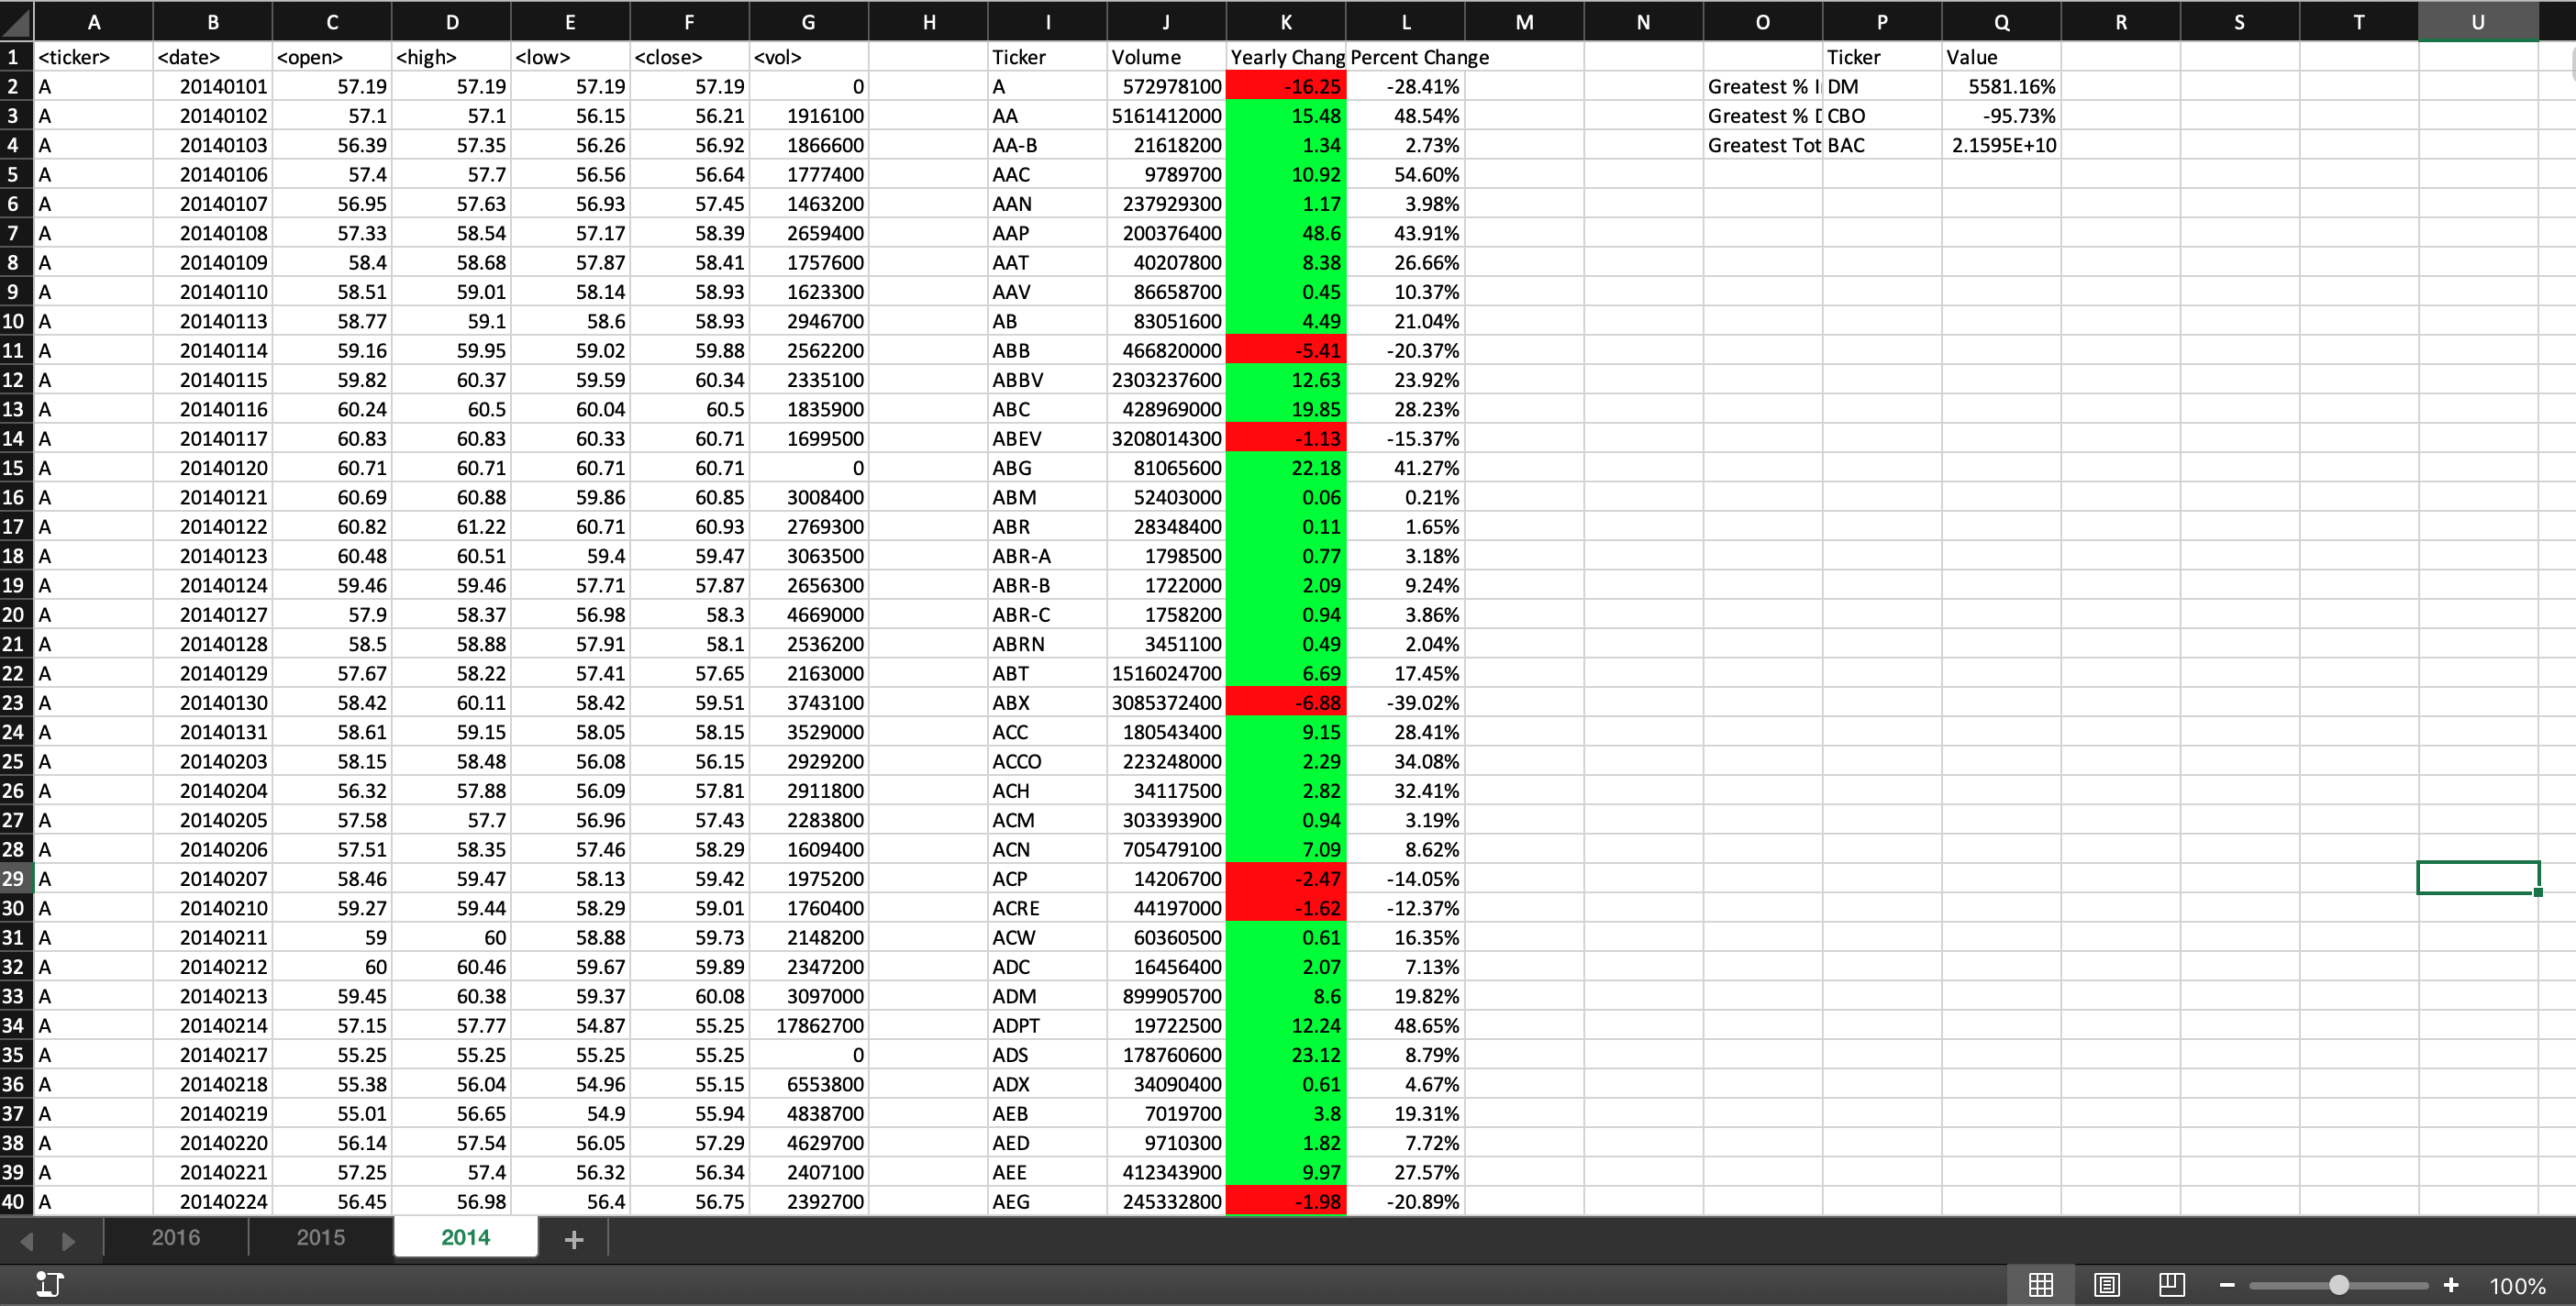 A B C D E F G H I J K L M N O P Q R S T U
1 <ticker> <date> <open> <high> <low> <close> <vol> Ticker Volume Yearly Chang Percent Change Ticker Value
2 A 20140101 57.19 57.19 57.19 57.19 0 A 572978100 -16.25 -28.41% Greatest % I DM 5581.16%
3 A 20140102 57.1 57.1 56.15 56.21 1916100 AA 5161412000 15.48 48.54% Greatest % D CBO -95.73%
4 A 20140103 56.39 57.35 56.26 56.92 1866600 AA-B 21618200 1.34 2.73% Greatest Tot BAC 2.1595E+10
5 A 20140106 57.4 57.7 56.56 56.64 1777400 AAC 9789700 10.92 54.60%
6 A 20140107 56.95 57.63 56.93 57.45 1463200 AAN 237929300 1.17 3.98%
7 A 20140108 57.33 58.54 57.17 58.39 2659400 AAP 200376400 48.6 43.91%
8 A 20140109 58.4 58.68 57.87 58.41 1757600 AAT 40207800 8.38 26.66%
9 A 20140110 58.51 59.01 58.14 58.93 1623300 AAV 86658700 0.45 10.37%
10 A 20140113 58.77 59.1 58.6 58.93 2946700 AB 83051600 4.49 21.04%
11 A 20140114 59.16 59.95 59.02 59.88 2562200 ABB 466820000 -5.41 -20.37%
12 A 20140115 59.82 60.37 59.59 60.34 2335100 ABBV 2303237600 12.63 23.92%
13 A 20140116 60.24 60.5 60.04 60.5 1835900 ABC 428969000 19.85 28.23%
14 A 20140117 60.83 60.83 60.33 60.71 1699500 ABEV 3208014300 -1.13 -15.37%
15 A 20140120 60.71 60.71 60.71 60.71 0 ABG 81065600 22.18 41.27%
16 A 20140121 60.69 60.88 59.86 60.85 3008400 ABM 52403000 0.06 0.21%
17 A 20140122 60.82 61.22 60.71 60.93 2769300 ABR 28348400 0.11 1.65%
18 A 20140123 60.48 60.51 59.4 59.47 3063500 ABR-A 1798500 0.77 3.18%
19 A 20140124 59.46 59.46 57.71 57.87 2656300 ABR-B 1722000 2.09 9.24%
20 A 20140127 57.9 58.37 56.98 58.3 4669000 ABR-C 1758200 0.94 3.86%
21 A 20140128 58.5 58.88 57.91 58.1 2536200 ABRN 3451100 0.49 2.04%
22 A 20140129 57.67 58.22 57.41 57.65 2163000 ABT 1516024700 6.69 17.45%
23 A 20140130 58.42 60.11 58.42 59.51 3743100 ABX 3085372400 -6.88 -39.02%
24 A 20140131 58.61 59.15 58.05 58.15 3529000 ACC 180543400 9.15 28.41%
25 A 20140203 58.15 58.48 56.08 56.15 2929200 ACCO 223248000 2.29 34.08%
26 A 20140204 56.32 57.88 56.09 57.81 2911800 ACH 34117500 2.82 32.41%
27 A 20140205 57.58 57.7 56.96 57.43 2283800 ACM 303393900 0.94 3.19%
28 A 20140206 57.51 58.35 57.46 58.29 1609400 ACN 705479100 7.09 8.62%
29 A 20140207 58.46 59.47 58.13 59.42 1975200 ACP 14206700 -2.47 -14.05%
30 A 20140210 59.27 59.44 58.29 59.01 1760400 ACRE 44197000 -1.62 -12.37%
31 A 20140211 59 60 58.88 59.73 2148200 ACW 60360500 0.61 16.35%
32 A 20140212 60 60.46 59.67 59.89 2347200 ADC 16456400 2.07 7.13%
33 A 20140213 59.45 60.38 59.37 60.08 3097000 ADM 899905700 8.6 19.82%
34 A 20140214 57.15 57.77 54.87 55.25 17862700 ADPT 19722500 12.24 48.65%
35 A 20140217 55.25 55.25 55.25 55.25 0 ADS 178760600 23.12 8.79%
36 A 20140218 55.38 56.04 54.96 55.15 6553800 ADX 34090400 0.61 4.67%
37 A 20140219 55.01 56.65 54.9 55.94 4838700 AEB 7019700 3.8 19.31%
38 A 20140220 56.14 57.54 56.05 57.29 4629700 AED 9710300 1.82 7.72%
39 A 20140221 57.25 57.4 56.32 56.34 2407100 AEE 412343900 9.97 27.57%
40 A 20140224 56.45 56.98 56.4 56.75 2392700 AEG 245332800 -1.98 -20.89%
2016 2015 2014 +
100%